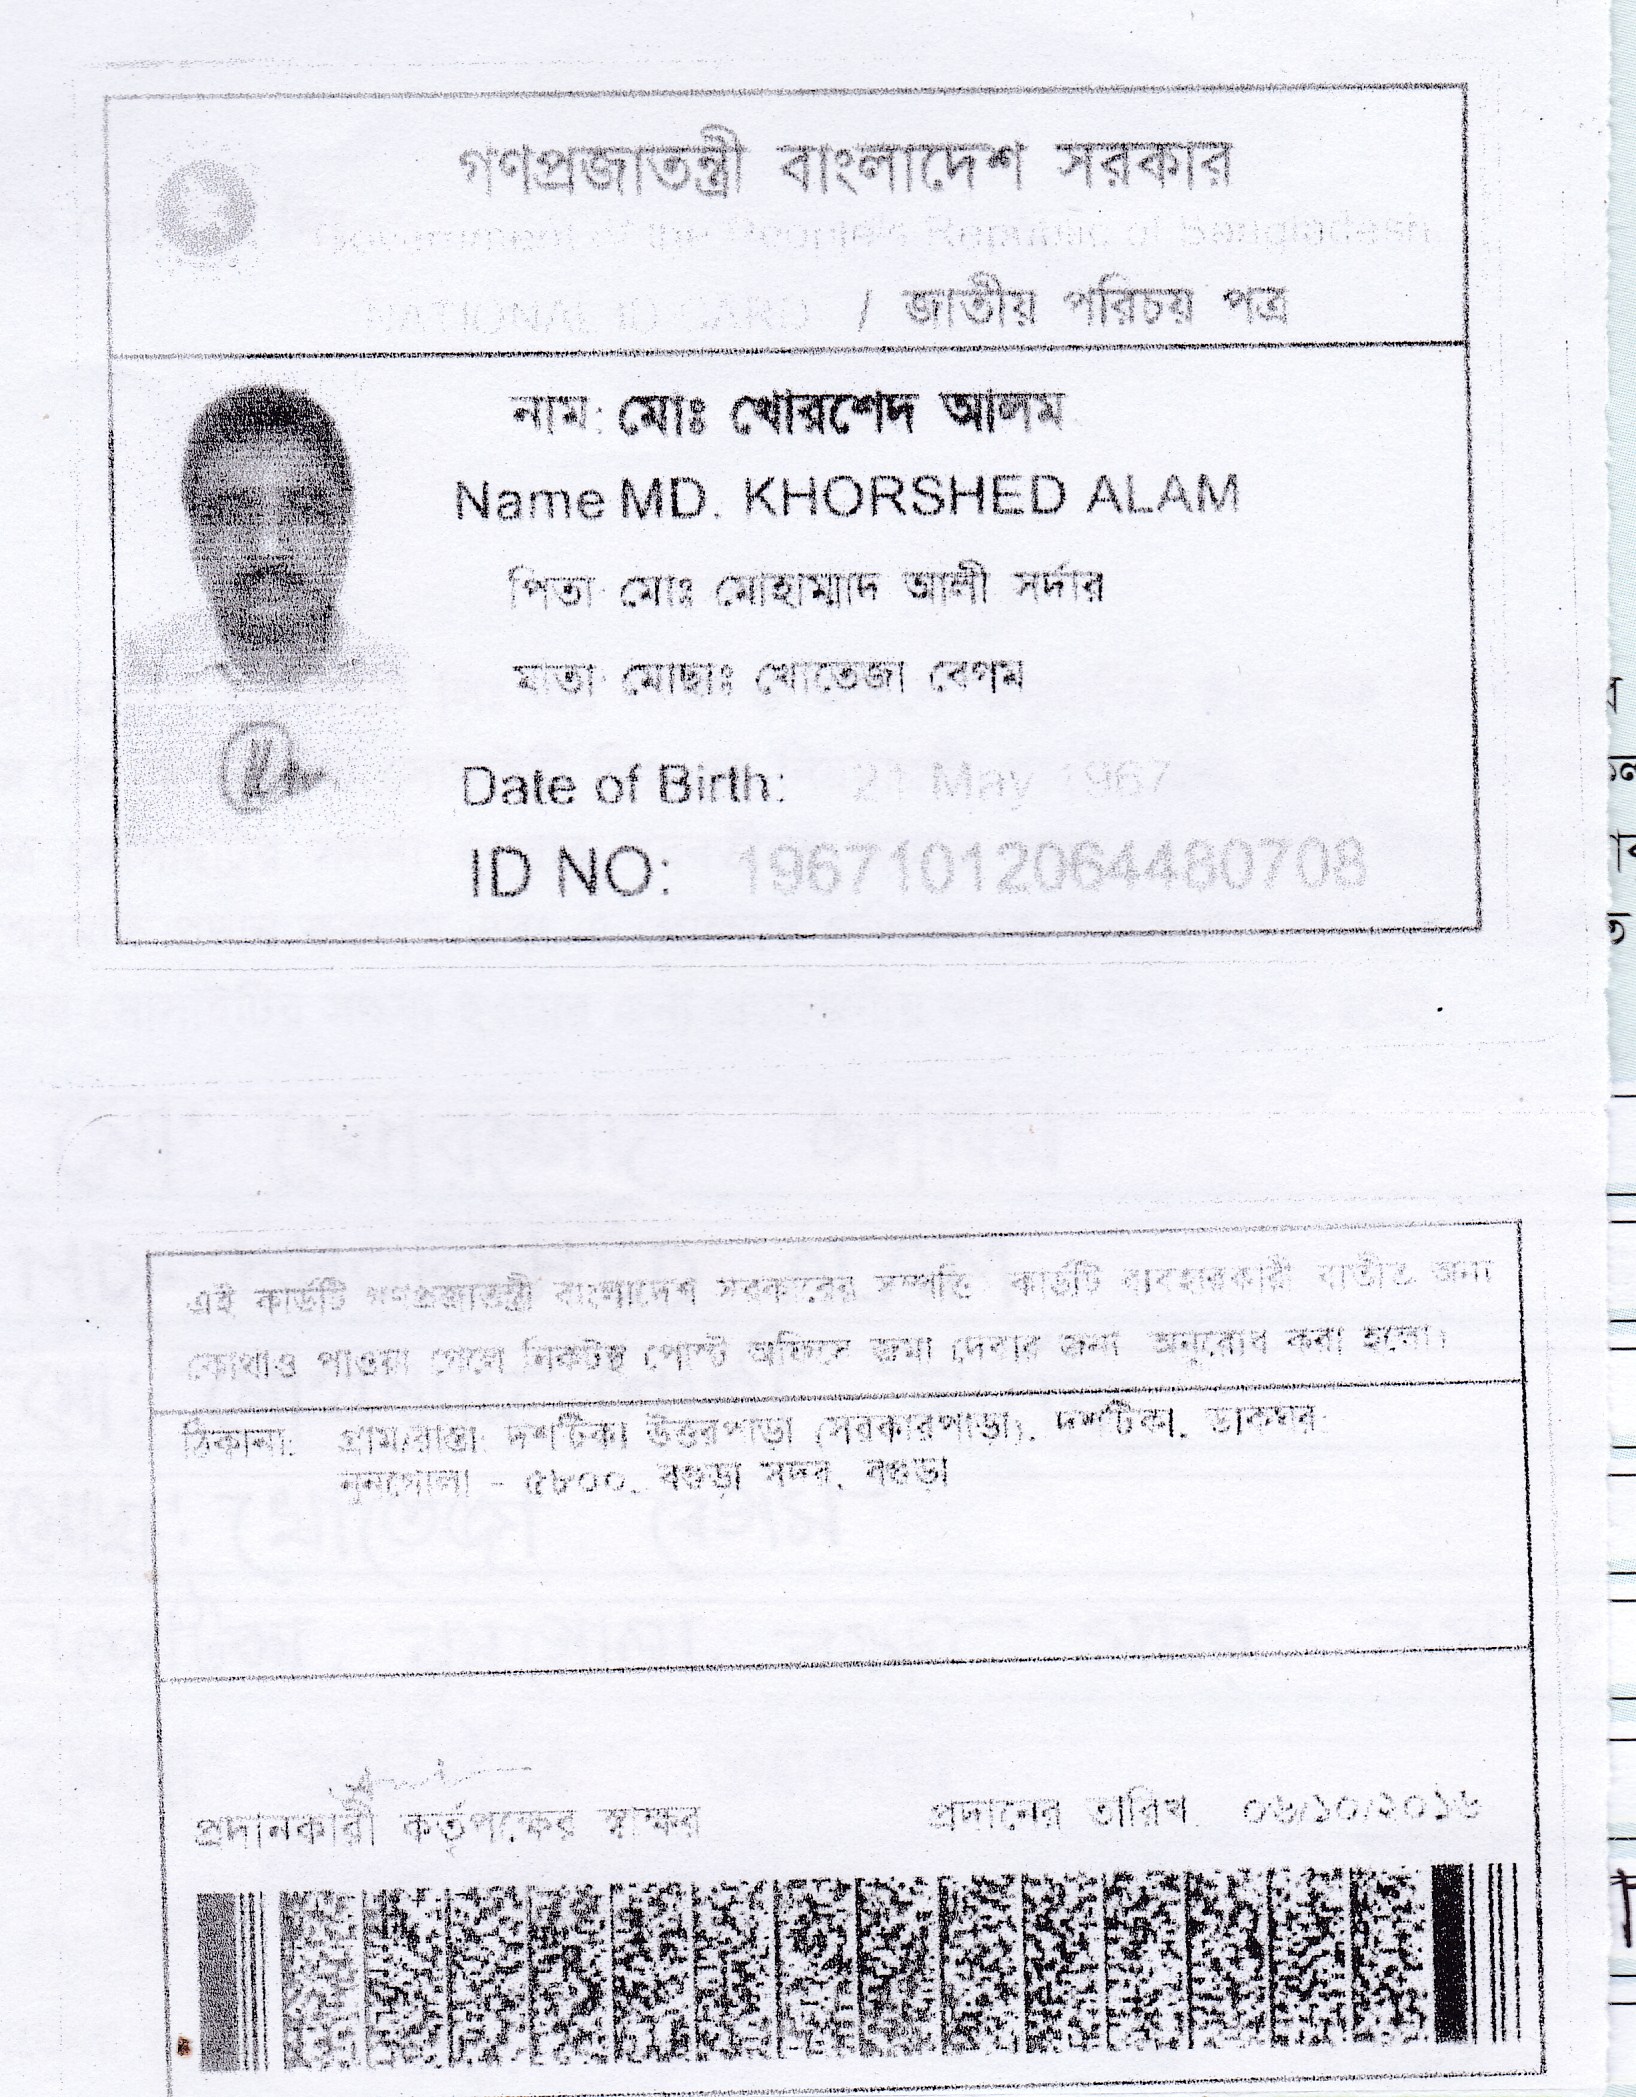 গণপ্রজাতন্ত্রী বাংলাদেশ সরকার
Government of the People's Republic of Bangladesh
NATIONAL ID CARD / জাতীয় পরিচয় পত্র
নাম: মোঃ খোরশেদ আলম
Name MD. KHORSHED ALAM
পিতা: মোঃ মোহাম্মাদ আলী সর্দার
মাতা: মোছাঃ খোতেজা বেগম
Date of Birth: 21 May 1967
ID NO: 19671012064480708
এই কার্ডটি গণপ্রজাতন্ত্রী বাংলাদেশ সরকারের সম্পত্তি কার্ডটি ব্যবহারকারী ব্যতীত অন্য
কোথাও পাওয়া গেলে নিকটস্থ পোস্ট অফিসে জমা দেবার জন্য অনুরোধ করা হলো।
ঠিকানা: গ্রাম/রাস্তা: দশটিকা উত্তরপাড়া (সরকারপাড়া), দশটিকা, ডাকঘর:
নুনগোলা - ৫৮০০, বগুড়া সদর, বগুড়া
প্রদানকারী কর্তৃপক্ষের স্বাক্ষর
প্রদানের তারিখ: ০৬/১০/২০১৬